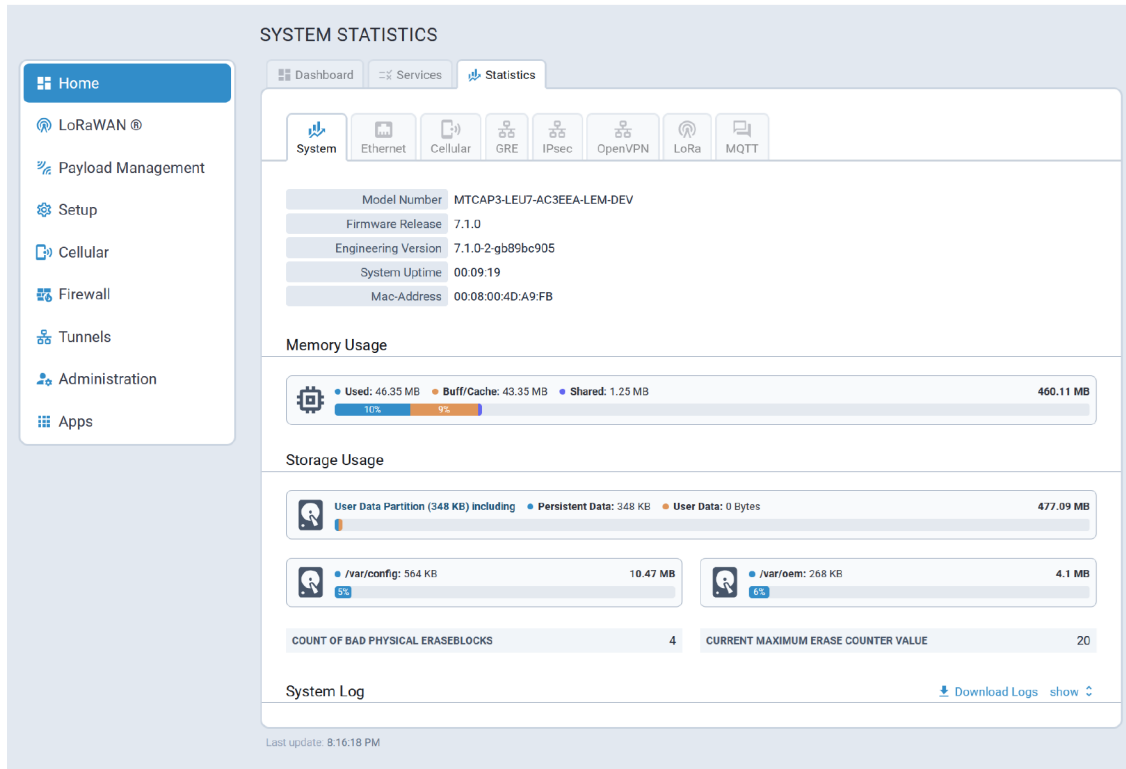 SYSTEM STATISTICS
Home
LoRaWAN ®
Payload Management
Setup
Cellular
Firewall
Tunnels
Administration
Apps
Dashboard Services Statistics
System Ethernet Cellular GRE IPsec OpenVPN LoRa MQTT
Model Number MTCAP3-LEU7-AC3EEA-LEM-DEV
Firmware Release 7.1.0
Engineering Version 7.1.0-2-gb89bc905
System Uptime 00:09:19
Mac-Address 00:08:00:4D:A9:FB
Memory Usage
Used: 46.35 MB Buff/Cache: 43.35 MB Shared: 1.25 MB 460.11 MB
10% 9%
Storage Usage
User Data Partition (348 KB) including Persistent Data: 348 KB User Data: 0 Bytes 477.09 MB
/var/config: 564 KB 10.47 MB
5%
/var/oem: 268 KB 4.1 MB
6%
COUNT OF BAD PHYSICAL ERASEBLOCKS 4
CURRENT MAXIMUM ERASE COUNTER VALUE 20
System Log Download Logs show
Last update: 8:16:18 PM